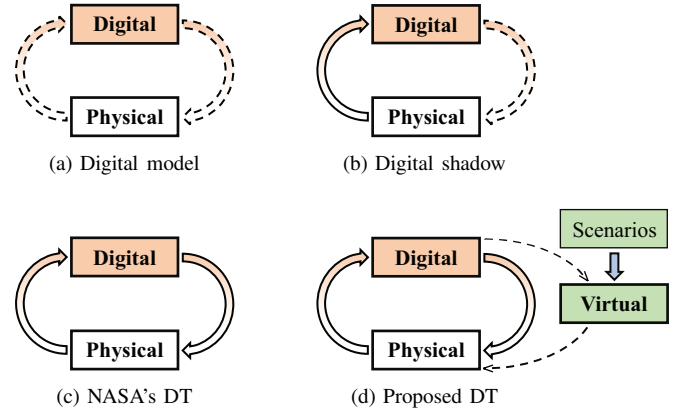 Digital
Physical
(a) Digital model
Digital
Physical
(b) Digital shadow
Digital
Physical
(c) NASA's DT
Digital
Physical
Scenarios
Virtual
(d) Proposed DT